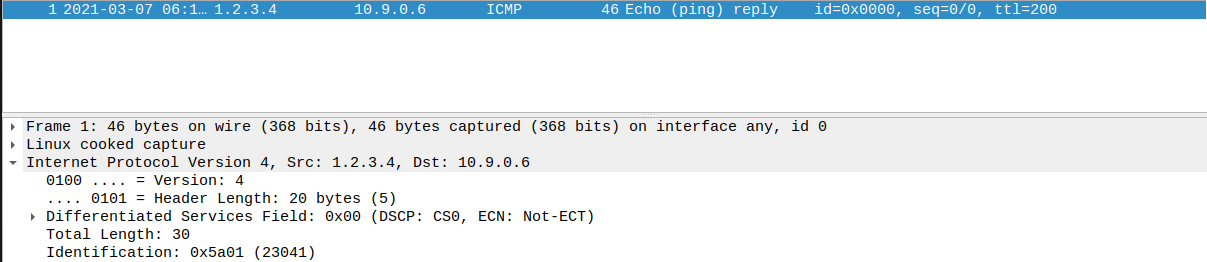 1 2021-03-07 06:1… 1.2.3.4 10.9.0.6 ICMP 46 Echo (ping) reply id=0x0000, seq=0/0, ttl=200
Frame 1: 46 bytes on wire (368 bits), 46 bytes captured (368 bits) on interface any, id 0
Linux cooked capture
Internet Protocol Version 4, Src: 1.2.3.4, Dst: 10.9.0.6
0100 .... = Version: 4
.... 0101 = Header Length: 20 bytes (5)
Differentiated Services Field: 0x00 (DSCP: CS0, ECN: Not-ECT)
Total Length: 30
Identification: 0x5a01 (23041)